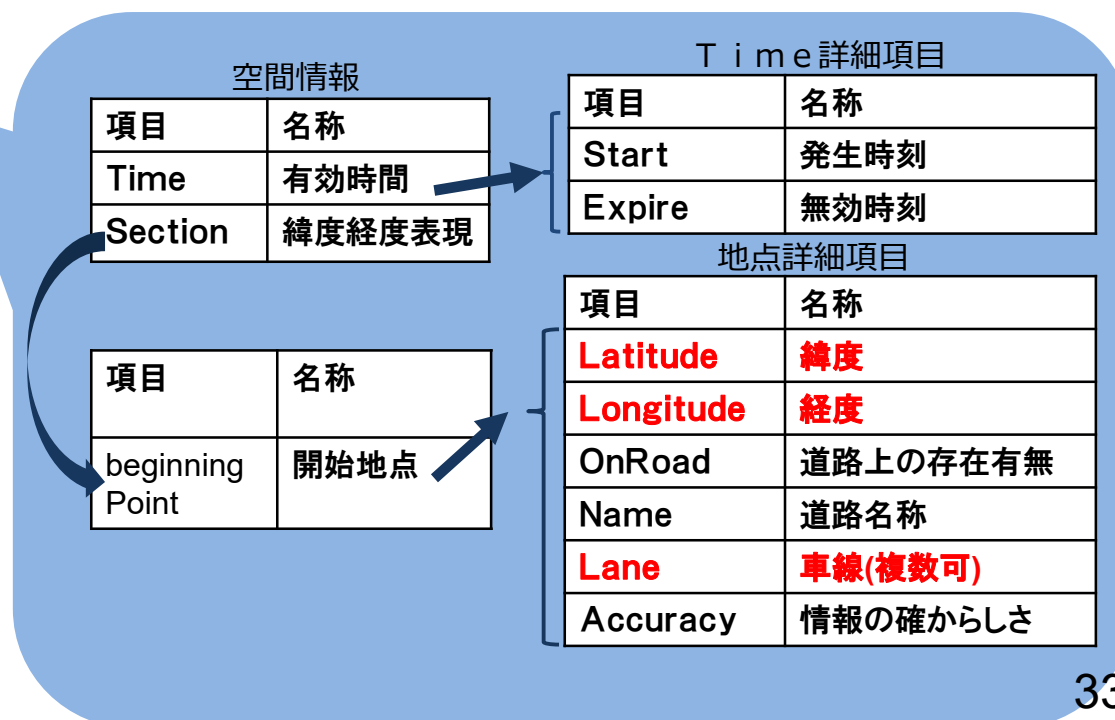 空間情報
項目 名称
Time 有効時間
Section 緯度経度表現
項目 名称
beginning 開始地点
Point
Ｔｉｍｅ詳細項目
項目 名称
Start 発生時刻
Expire 無効時刻
地点詳細項目
項目 名称
Latitude 緯度
Longitude 経度
OnRoad 道路上の存在有無
Name 道路名称
Lane 車線(複数可)
Accuracy 情報の確からしさ
33